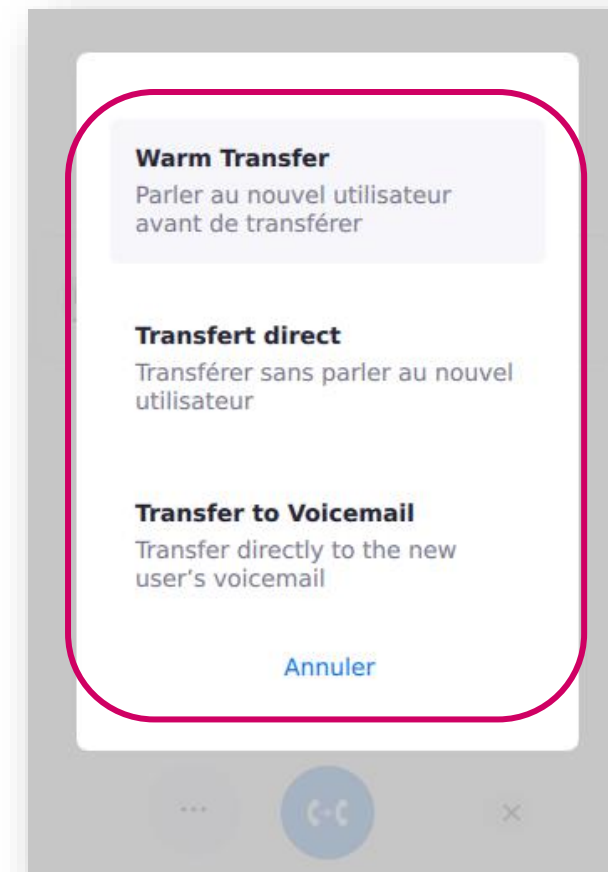 Warm Transfer
Parler au nouvel utilisateur
avant de transférer
Transfert direct
Transférer sans parler au nouvel
utilisateur
Transfer to Voicemail
Transfer directly to the new
user's voicemail
Annuler